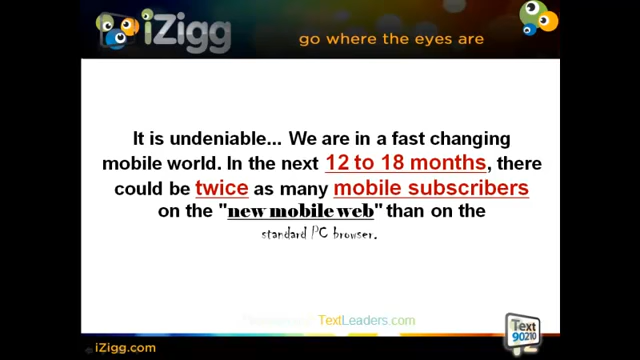 iZigg
go where the eyes are
It is undeniable... We are in a fast changing
mobile world. In the next 12 to 18 months, there
could be twice as many mobile subscribers
on the "new mobile web" than on the
standard PC browser.
TextLeaders.com
iZigg.com
Text
90210